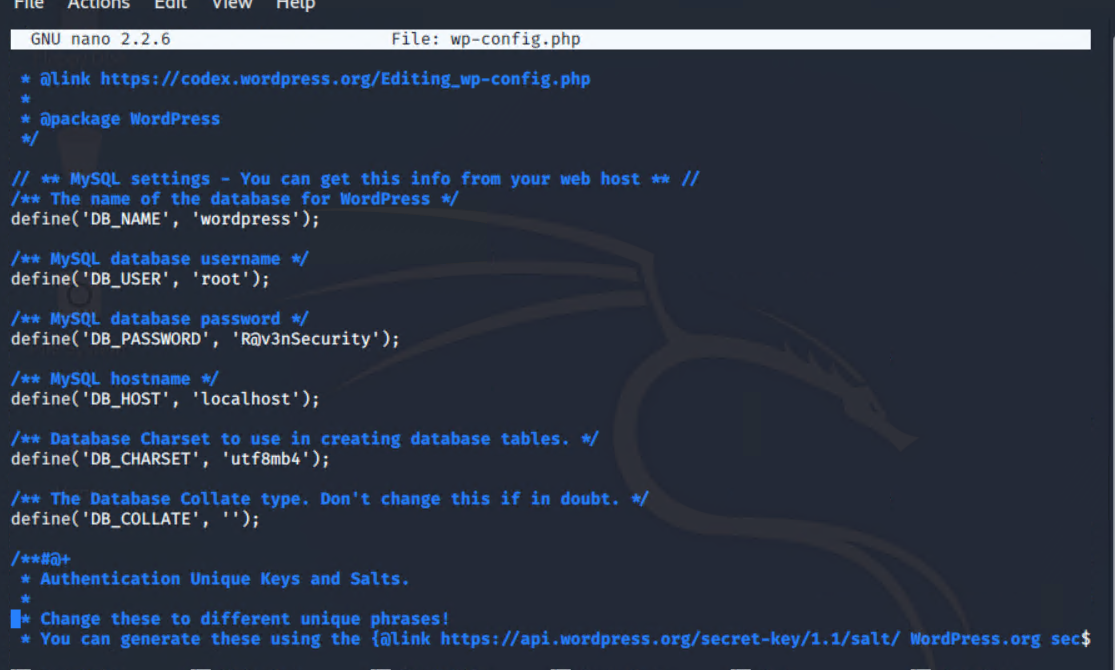 File Actions Edit View Help
GNU nano 2.2.6 File: wp-config.php
* @link https://codex.wordpress.org/Editing_wp-config.php
*
* @package WordPress
*/
// ** MySQL settings - You can get this info from your web host ** //
/** The name of the database for WordPress */
define('DB_NAME', 'wordpress');
/** MySQL database username */
define('DB_USER', 'root');
/** MySQL database password */
define('DB_PASSWORD', 'R@v3nSecurity');
/** MySQL hostname */
define('DB_HOST', 'localhost');
/** Database Charset to use in creating database tables. */
define('DB_CHARSET', 'utf8mb4');
/** The Database Collate type. Don't change this if in doubt. */
define('DB_COLLATE', '');
/**#@+
* Authentication Unique Keys and Salts.
*
* Change these to different unique phrases!
* You can generate these using the {@link https://api.wordpress.org/secret-key/1.1/salt/ WordPress.org sec$